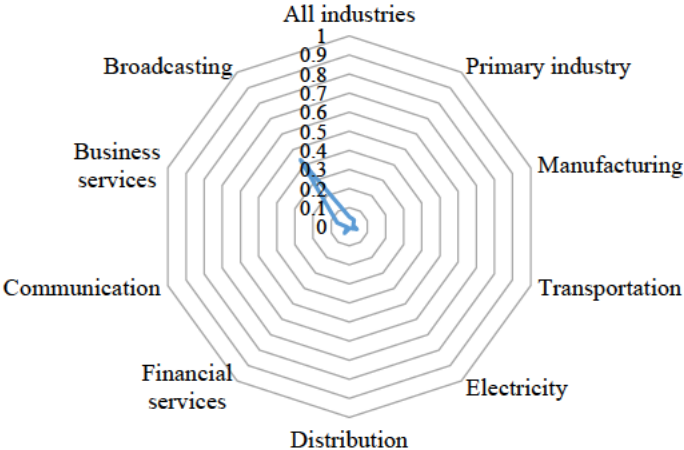 All industries
1
0.9
0.8
0.7
0.6
0.5
0.4
0.3
0.2
0.1
0
Primary industry
Manufacturing
Transportation
Electricity
Distribution
Financial
services
Communication
Business
services
Broadcasting